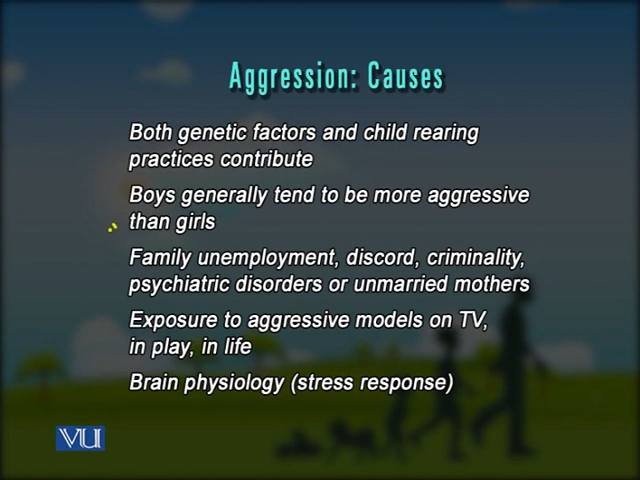 Aggression: Causes
Both genetic factors and child rearing
practices contribute
Boys generally tend to be more aggressive
than girls
Family unemployment, discord, criminality,
psychiatric disorders or unmarried mothers
Exposure to aggressive models on TV,
in play, in life
Brain physiology (stress response)
VU